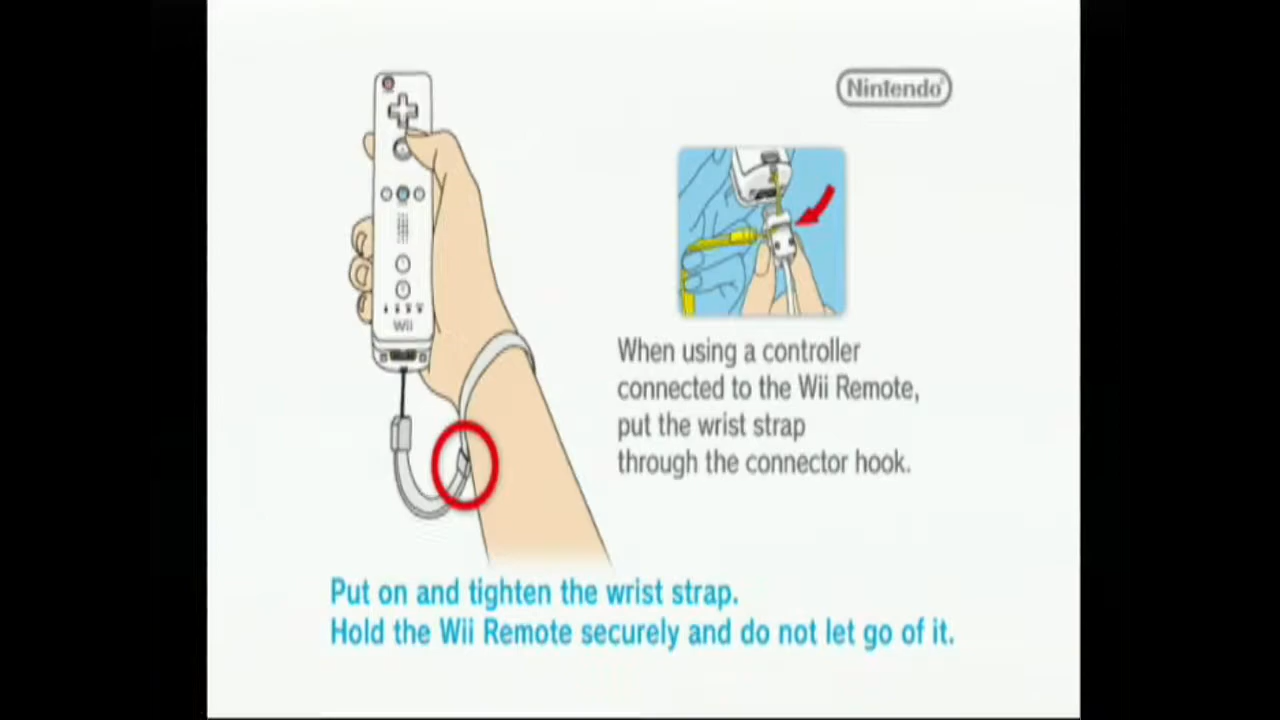 Nintendo
Wii
When using a controller
connected to the Wii Remote,
put the wrist strap
through the connector hook.
Put on and tighten the wrist strap.
Hold the Wii Remote securely and do not let go of it.